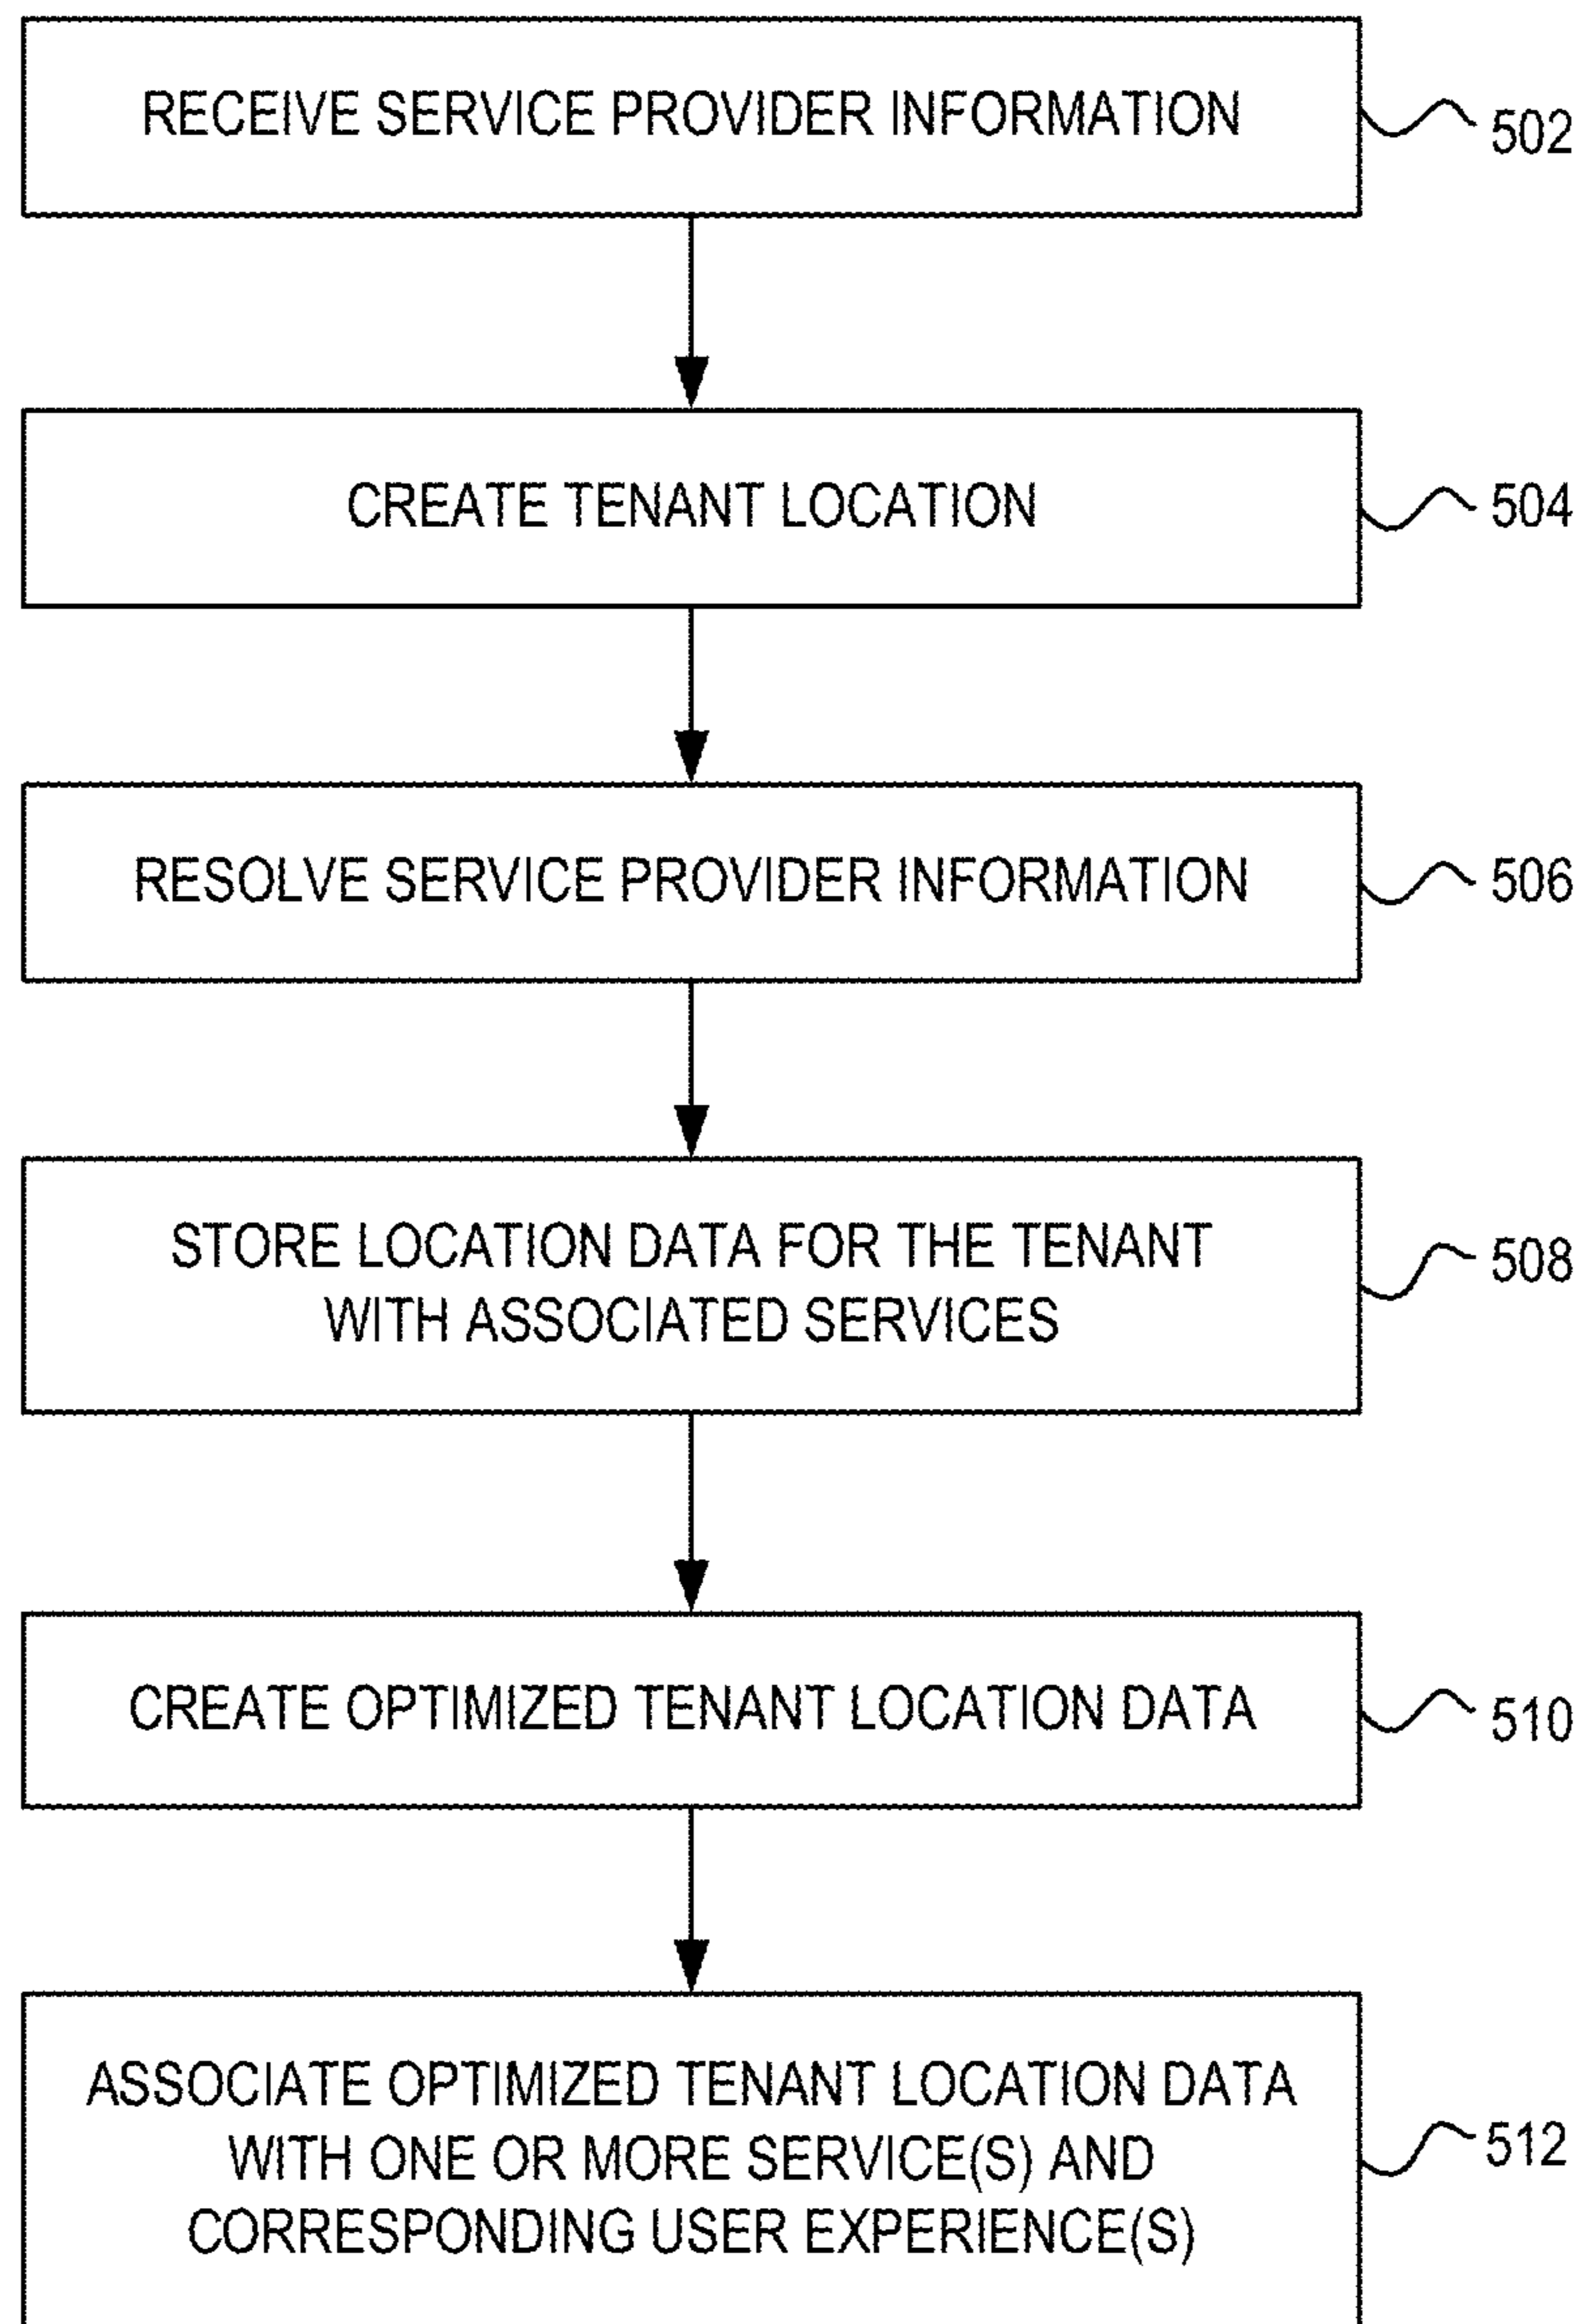 RECEIVE SERVICE PROVIDER INFORMATION
502
CREATE TENANT LOCATION
504
RESOLVE SERVICE PROVIDER INFORMATION
506
STORE LOCATION DATA FOR THE TENANT
WITH ASSOCIATED SERVICES
508
CREATE OPTIMIZED TENANT LOCATION DATA
510
ASSOCIATE OPTIMIZED TENANT LOCATION DATA
WITH ONE OR MORE SERVICE(S) AND
CORRESPONDING USER EXPERIENCE(S)
512